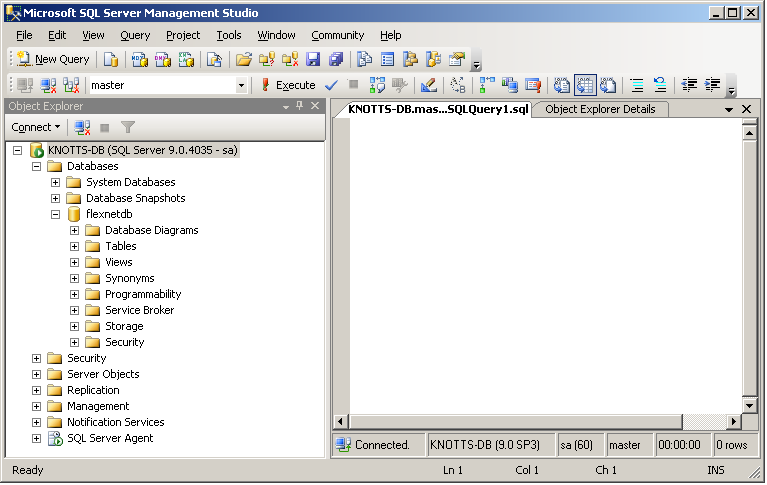 Microsoft SQL Server Management Studio
File Edit View Query Project Tools Window Community Help
New Query
master Execute
Object Explorer
KNOTTS-DB.mas...SQLQuery1.sql Object Explorer Details
Connect
KNOTTS-DB (SQL Server 9.0.4035 - sa)
Databases
System Databases
Database Snapshots
flexnetdb
Database Diagrams
Tables
Views
Synonyms
Programmability
Service Broker
Storage
Security
Security
Server Objects
Replication
Management
Notification Services
SQL Server Agent
Connected. KNOTTS-DB (9.0 SP3) sa (60) master 00:00:00 0 rows
Ready Ln 1 Col 1 Ch 1 INS